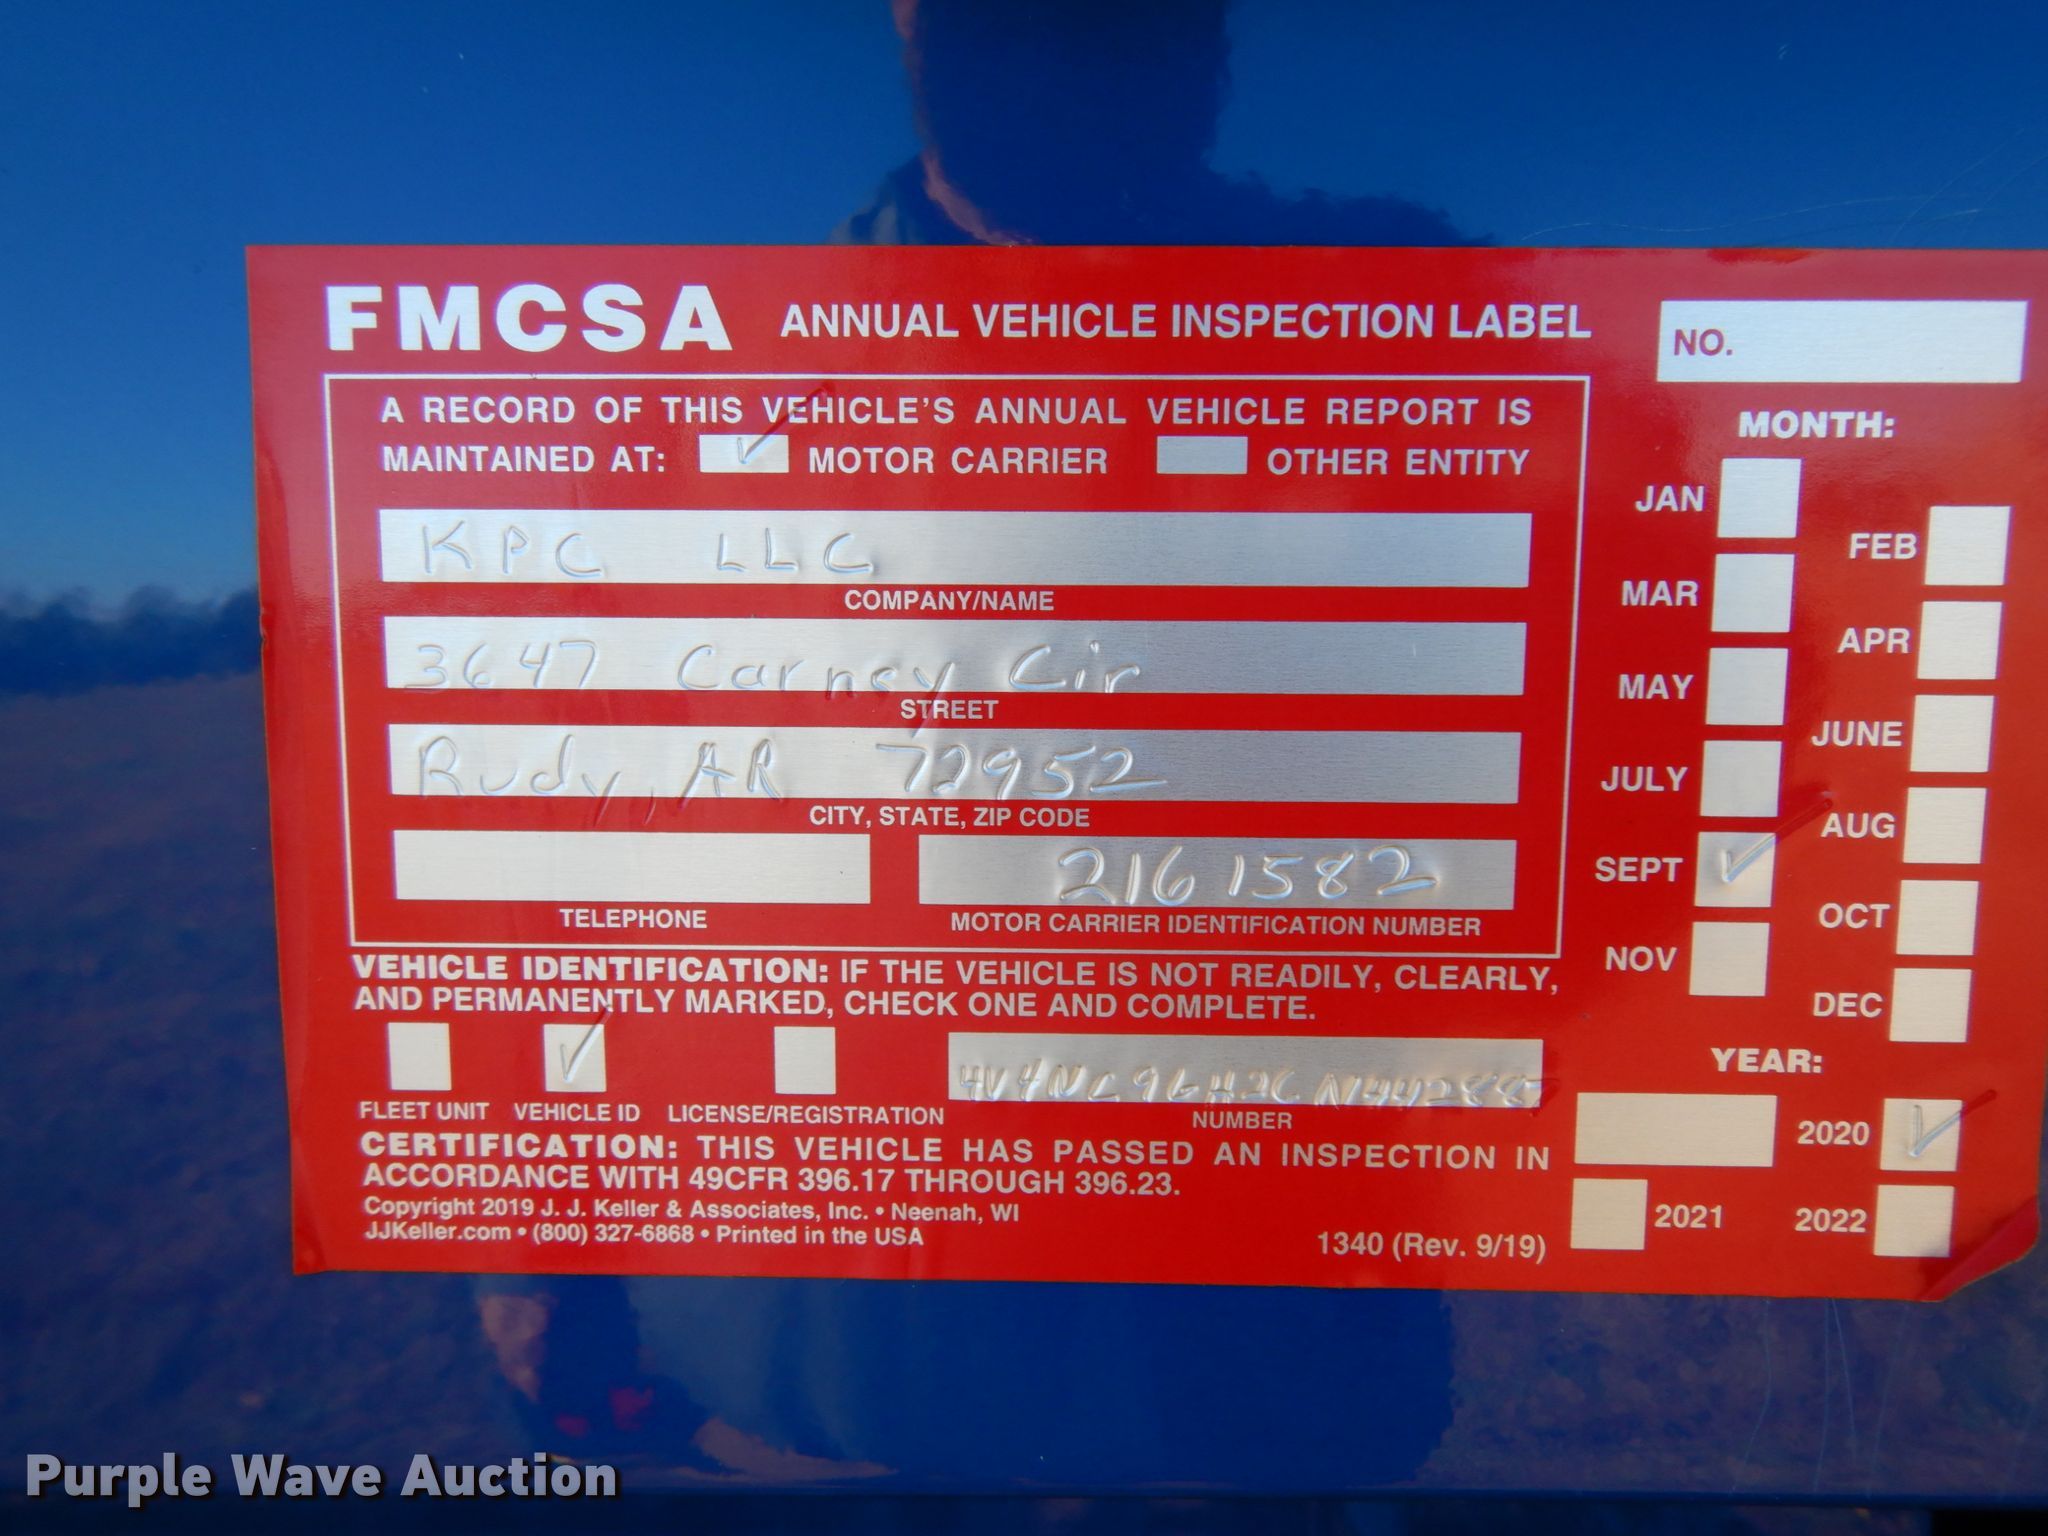 FMCSA ANNUAL VEHICLE INSPECTION LABEL
NO.
A RECORD OF THIS VEHICLE'S ANNUAL VEHICLE REPORT IS
MAINTAINED AT: ✓ MOTOR CARRIER OTHER ENTITY
KPC LLC
COMPANY/NAME
3647 Carney Cir
STREET
Rudy, AR 72952
CITY, STATE, ZIP CODE
2161582
TELEPHONE MOTOR CARRIER IDENTIFICATION NUMBER
VEHICLE IDENTIFICATION: IF THE VEHICLE IS NOT READILY, CLEARLY,
AND PERMANENTLY MARKED, CHECK ONE AND COMPLETE.
✓
FLEET UNIT VEHICLE ID LICENSE/REGISTRATION NUMBER
CERTIFICATION: THIS VEHICLE HAS PASSED AN INSPECTION IN
ACCORDANCE WITH 49CFR 396.17 THROUGH 396.23.
Copyright 2019 J. J. Keller & Associates, Inc. • Neenah, WI
JJKeller.com • (800) 327-6868 • Printed in the USA
1340 (Rev. 9/19)
MONTH:
JAN
FEB
MAR
APR
MAY
JUNE
JULY
AUG
SEPT ✓
OCT
NOV
DEC
YEAR:
2020 ✓
2021 2022
Purple Wave Auction